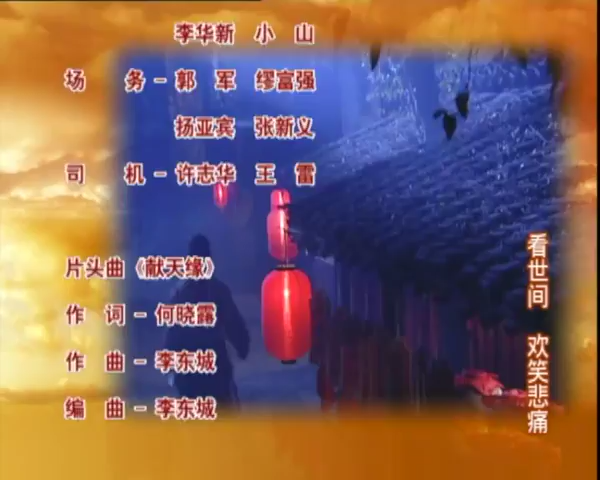 李华新 小 山
场 务 - 郭 军 缪富强
扬亚宾 张新义
司 机 - 许志华 王 雷
片头曲《献天缘》
作 词 - 何晓露
作 曲 - 李东城
编 曲 - 李东城
看世间 欢笑悲痛